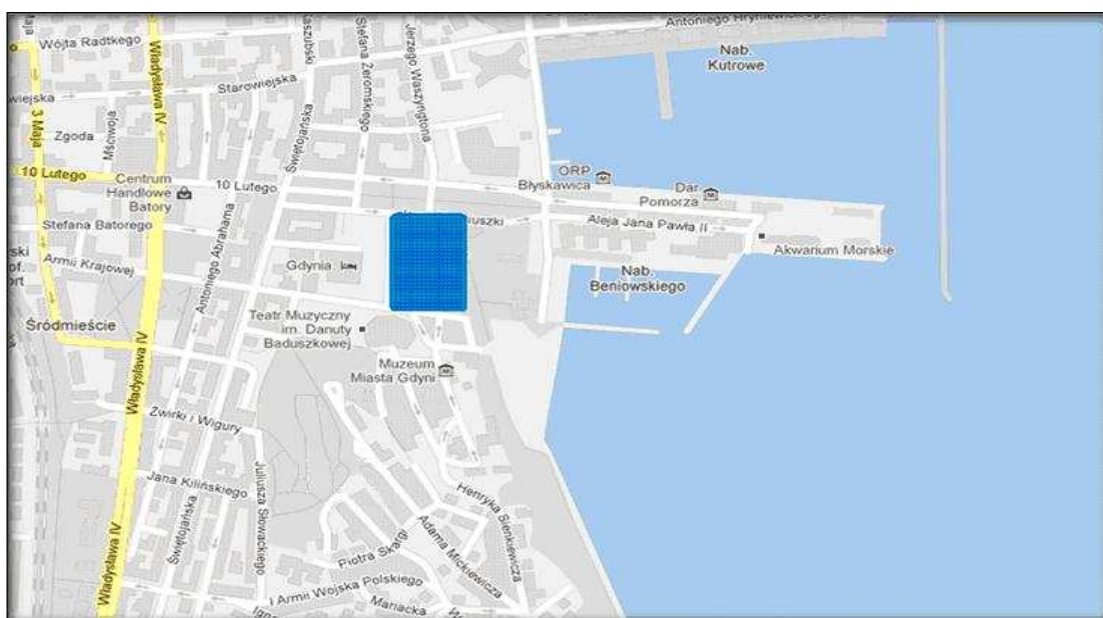 Antoniego Hryniewickiego
Wójta Radtkego
Władysława IV
Stefana Żeromskiego
Jerzego Waszyngtona
Nab.
Kutrowe
Starowiejska
3 Maja
Zgoda
Mściwoja
Świętojańska
10 Lutego
Centrum
Handlowe
Batory
10 Lutego
ORP
Błyskawica
Dar
Pomorza
Stefana Batorego
Aleja Jana Pawła II
Akwarium Morskie
Antoniego Abrahama
Armii Krajowej
Gdynia
Nab.
Beniowskiego
Śródmieście
Władysława IV
Teatr Muzyczny
im. Danuty
Baduszkowej
Muzeum
Miasta Gdyni
Żwirki i Wigury
Jana Kilińskiego
Juliusza Słowackiego
Świętojańska
Władysława IV
Henryka Sienkiewicza
Adama Mickiewicza
Piotra Skargi
I Armii Wojska Polskiego
Mariacka